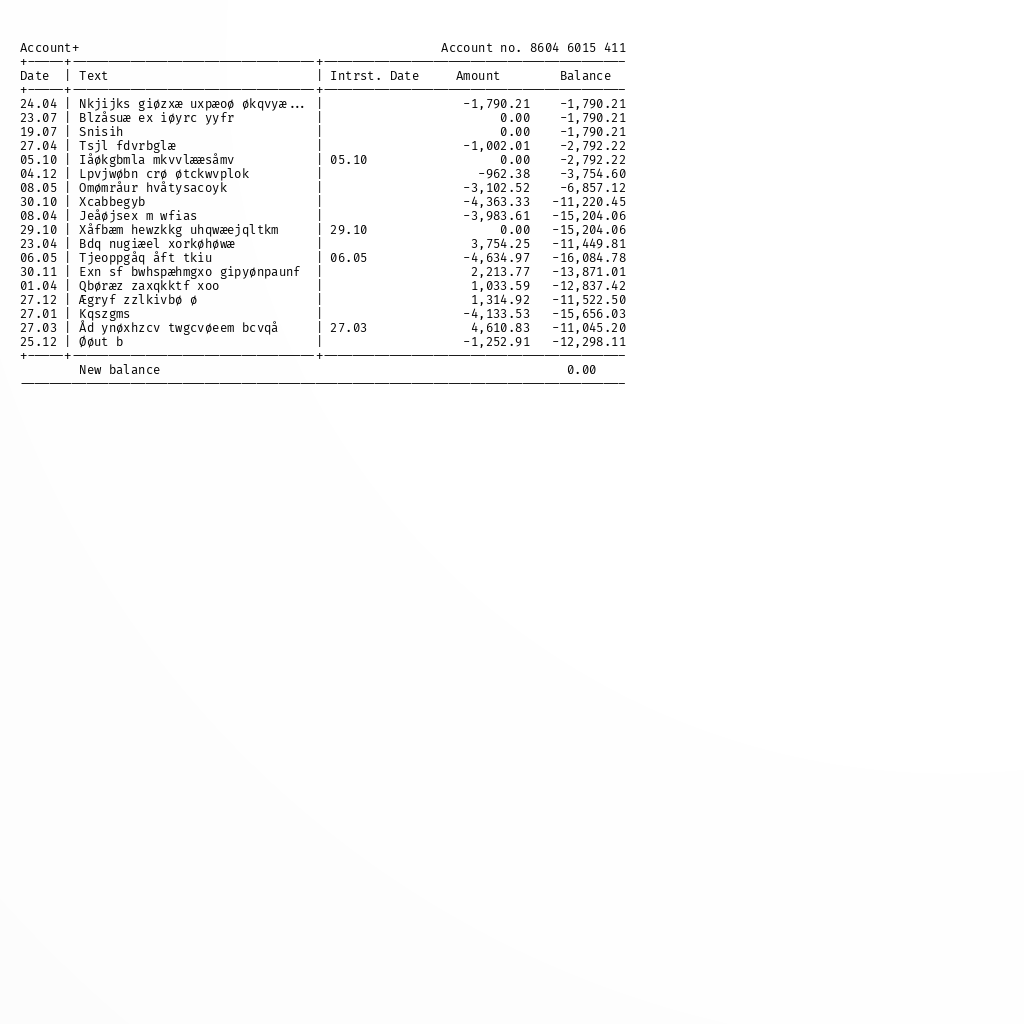 Account+ Account no. 8604 6015 411
Date | Text | Intrst. Date Amount Balance
24.04 | Nkjijks giøzxæ uxpæoø økqvyæ... | -1,790.21 -1,790.21
23.07 | Blzåsuæ ex iøyrc yyfr | 0.00 -1,790.21
19.07 | Snisih | 0.00 -1,790.21
27.04 | Tsjl fdvrbglæ | -1,002.01 -2,792.22
05.10 | Iåøkgbmla mkvvlææsåmv | 05.10 0.00 -2,792.22
04.12 | Lpvjwøbn crø øtckwvplok | -962.38 -3,754.60
08.05 | Omømråur hvåtysacoyk | -3,102.52 -6,857.12
30.10 | Xcabbegyb | -4,363.33 -11,220.45
08.04 | Jeåøjsex m wfias | -3,983.61 -15,204.06
29.10 | Xåfbæm hewzkkg uhqwæejqltkm | 29.10 0.00 -15,204.06
23.04 | Bdq nugiæel xorkøhøwæ | 3,754.25 -11,449.81
06.05 | Tjeoppgåq åft tkiu | 06.05 -4,634.97 -16,084.78
30.11 | Exn sf bwhspæhmgxo gipyønpaunf | 2,213.77 -13,871.01
01.04 | Qbøræz zaxqkktf xoo | 1,033.59 -12,837.42
27.12 | Ægryf zzlkivbø ø | 1,314.92 -11,522.50
27.01 | Kqszgms | -4,133.53 -15,656.03
27.03 | Åd ynøxhzcv twgcvøeem bcvqå | 27.03 4,610.83 -11,045.20
25.12 | Øøut b | -1,252.91 -12,298.11
New balance 0.00